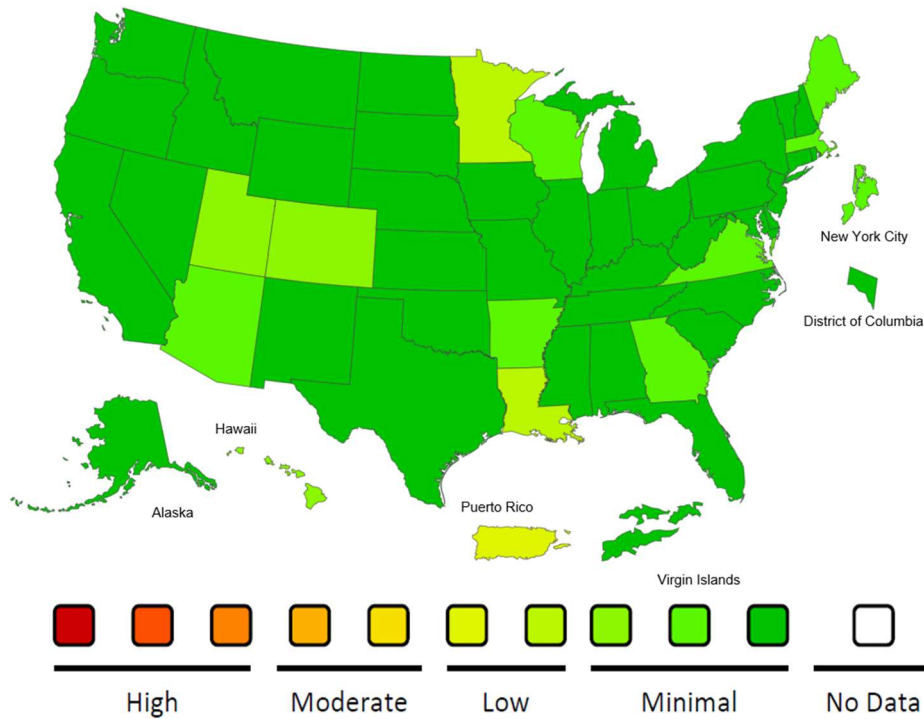 New York City
District of Columbia
Hawaii
Alaska
Puerto Rico
Virgin Islands
High
Moderate
Low
Minimal
No Data